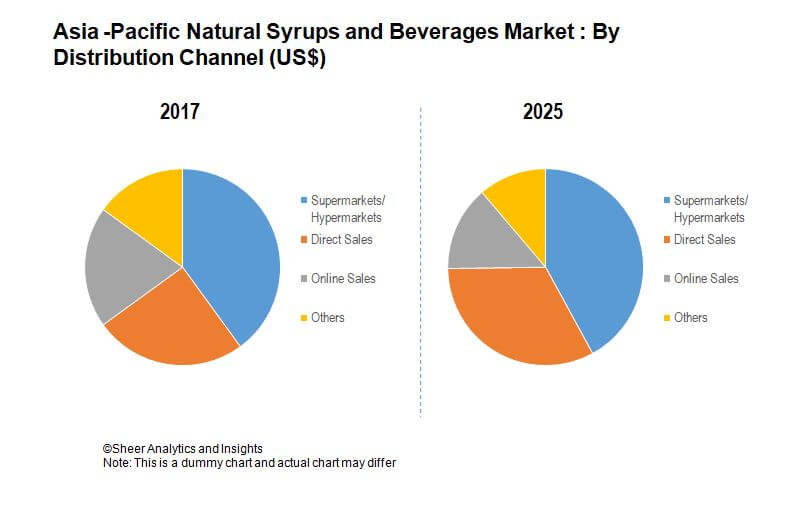 Asia -Pacific Natural Syrups and Beverages Market : By
Distribution Channel (US$)
2017
Supermarkets/
Hypermarkets
Direct Sales
Online Sales
Others
2025
Supermarkets/
Hypermarkets
Direct Sales
Online Sales
Others
©Sheer Analytics and Insights
Note: This is a dummy chart and actual chart may differ